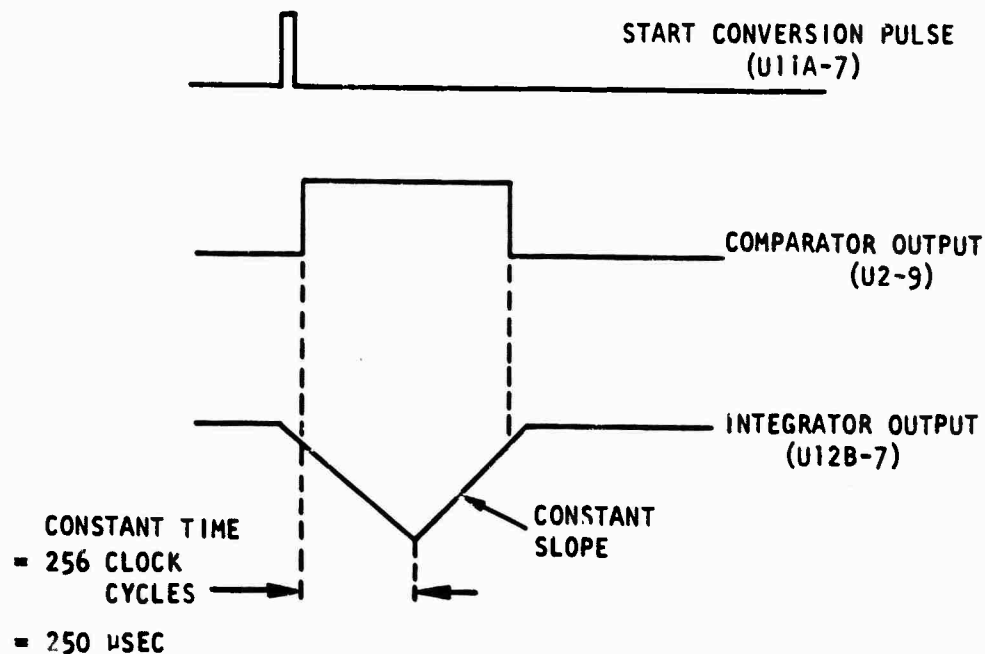 START CONVERSION PULSE
(U11A-7)
COMPARATOR OUTPUT
(U2-9)
INTEGRATOR OUTPUT
(U12B-7)
CONSTANT
SLOPE
CONSTANT TIME
= 256 CLOCK
CYCLES
= 250 µSEC